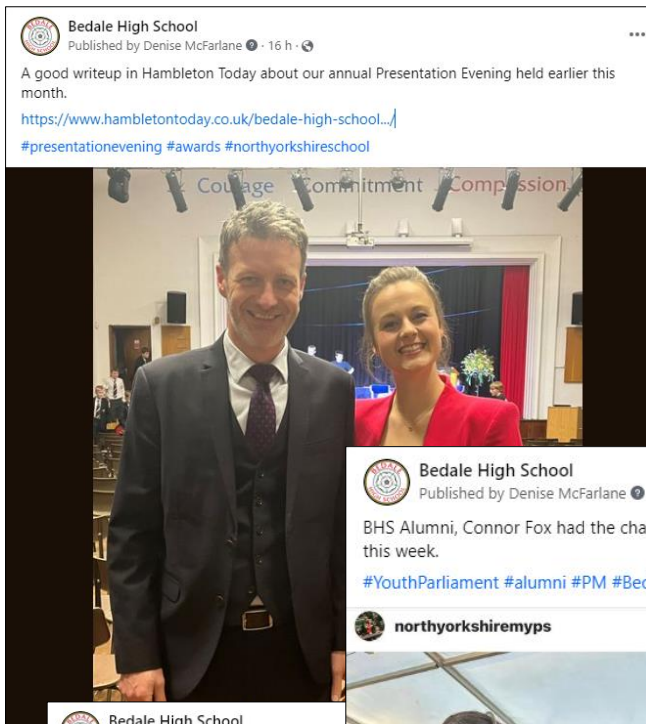 Bedale High School
Published by Denise McFarlane · 16 h ·
A good writeup in Hambleton Today about our annual Presentation Evening held earlier this
month.
https://www.hambletontoday.co.uk/bedale-high-school.../
#presentationevening #awards #northyorkshireschool
Courage Commitment Compassion
BEDALE
HIGH SCHOOL
Bedale High School
Published by Denise McFarlane
BHS Alumni, Connor Fox had the cha
this week.
#YouthParliament #alumni #PM #Bed
northyorkshiremyps
Bedale High School